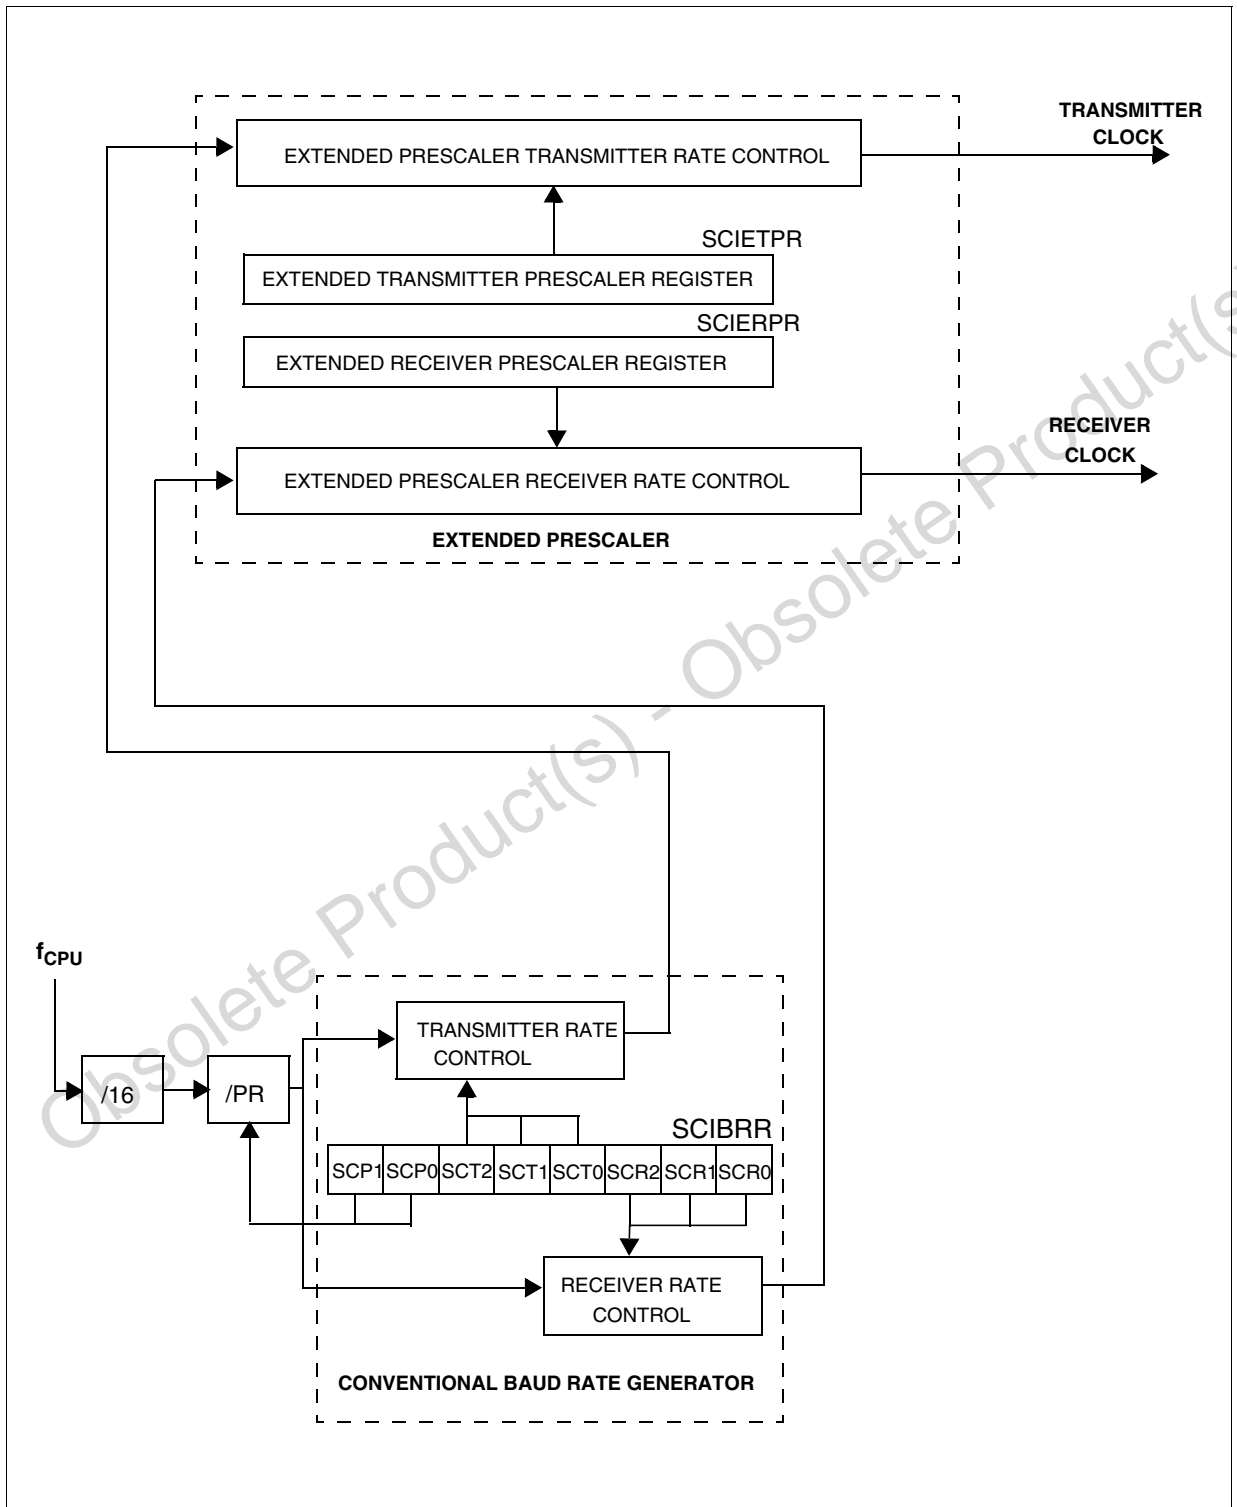 TRANSMITTER
CLOCK
EXTENDED PRESCALER TRANSMITTER RATE CONTROL
SCIETPR
EXTENDED TRANSMITTER PRESCALER REGISTER
SCIERPR
EXTENDED RECEIVER PRESCALER REGISTER
RECEIVER
CLOCK
EXTENDED PRESCALER RECEIVER RATE CONTROL
EXTENDED PRESCALER
fCPU
TRANSMITTER RATE
CONTROL
/16
/PR
SCIBRR
SCP1 SCP0 SCT2 SCT1 SCT0 SCR2 SCR1 SCR0
RECEIVER RATE
CONTROL
CONVENTIONAL BAUD RATE GENERATOR
Obsolete Product(s) - Obsolete Product(s